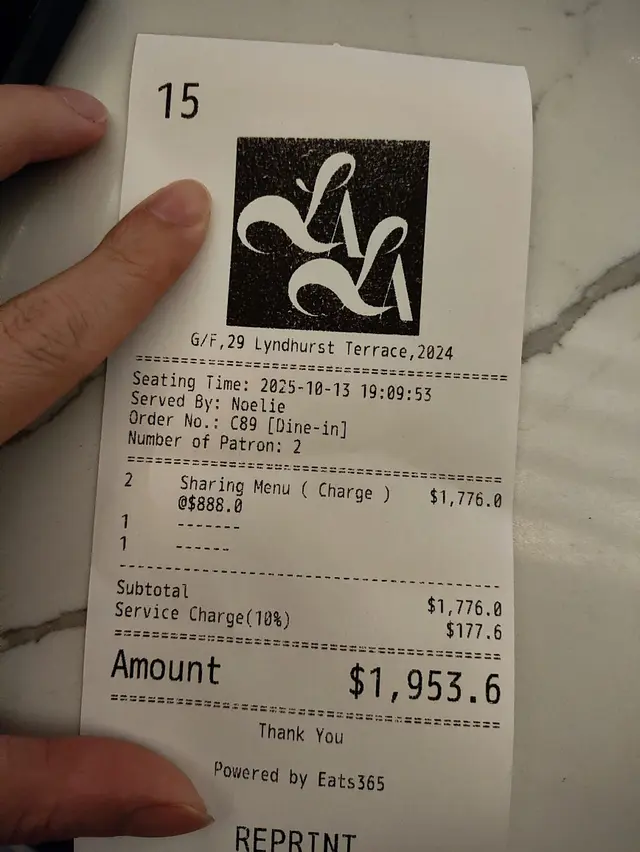 15
LA
LA
G/F,29 Lyndhurst Terrace,2024
================================================
Seating Time: 2025-10-13 19:09:53
Served By: Noelie
Order No.: C89 [Dine-in]
Number of Patron: 2
================================================
2 Sharing Menu ( Charge ) $1,776.0
@$888.0
1 -------
1 ------
------------------------------------------------
Subtotal $1,776.0
Service Charge(10%) $177.6
================================================
Amount $1,953.6
================================================
Thank You
Powered by Eats365
REPRINT